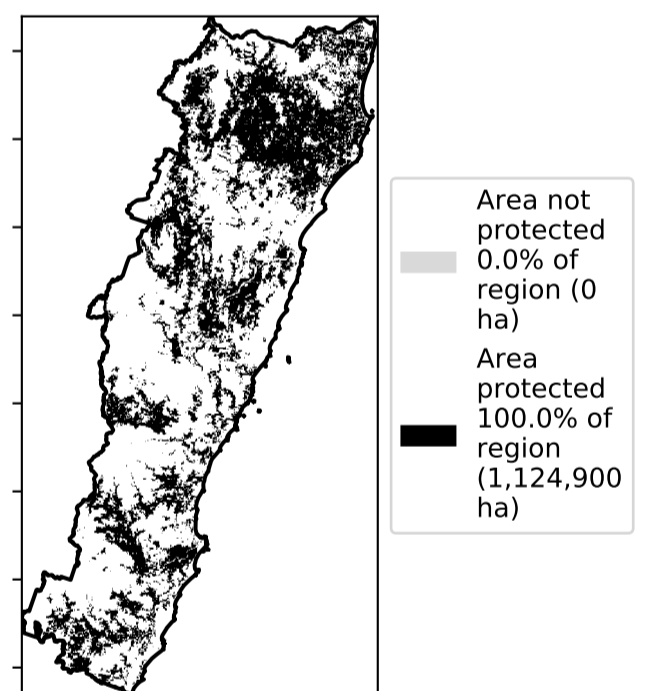 Area not
protected
0.0% of
region (0
ha)
Area
protected
100.0% of
region
(1,124,900
ha)